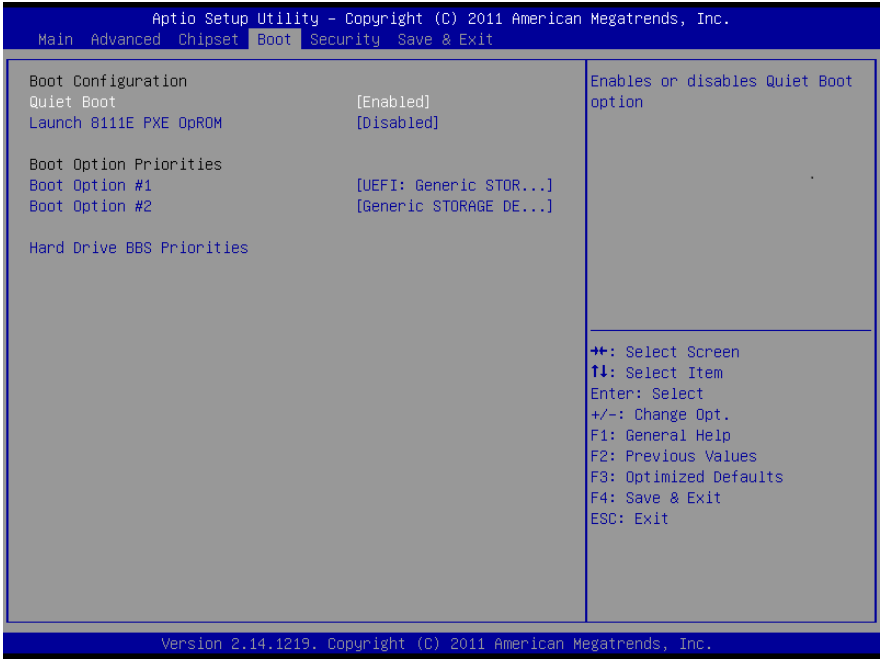 Aptio Setup Utility – Copyright (C) 2011 American Megatrends, Inc.
Main Advanced Chipset Boot Security Save & Exit
Boot Configuration
Quiet Boot [Enabled]
Launch 8111E PXE OpROM [Disabled]
Boot Option Priorities
Boot Option #1 [UEFI: Generic STOR...]
Boot Option #2 [Generic STORAGE DE...]
Hard Drive BBS Priorities
Enables or disables Quiet Boot
option
→←: Select Screen
↑↓: Select Item
Enter: Select
+/-: Change Opt.
F1: General Help
F2: Previous Values
F3: Optimized Defaults
F4: Save & Exit
ESC: Exit
Version 2.14.1219. Copyright (C) 2011 American Megatrends, Inc.